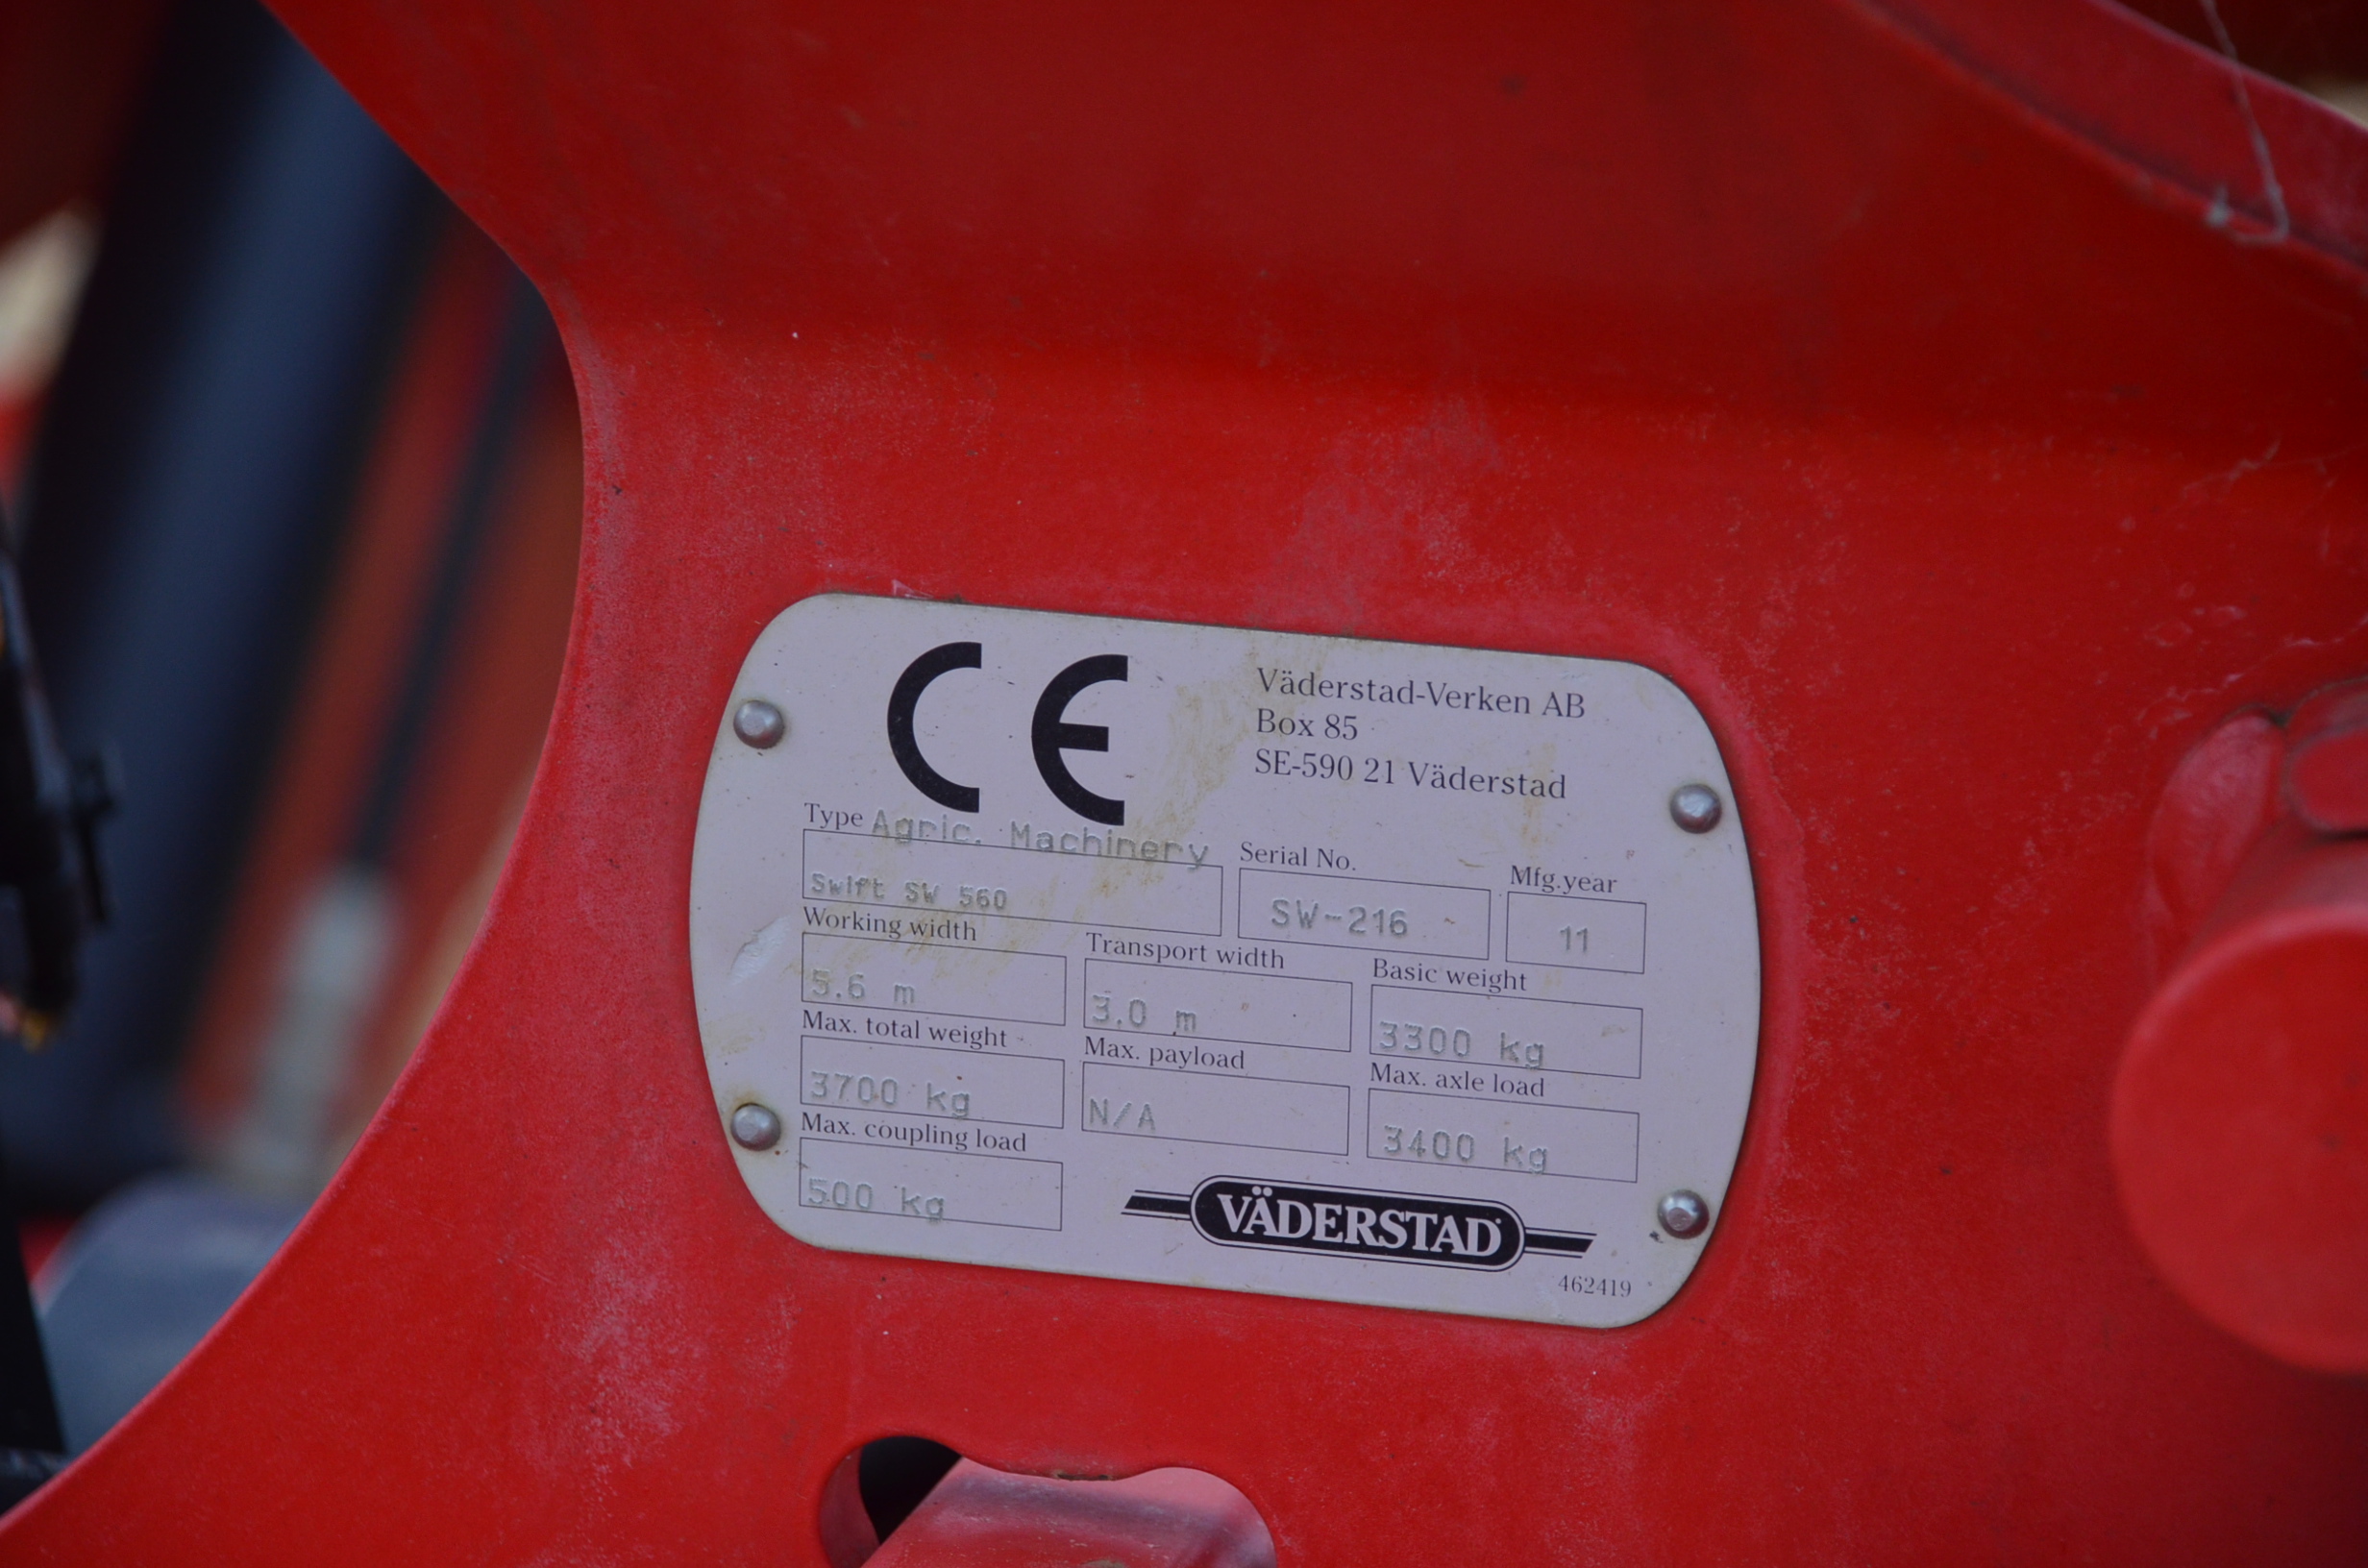 CE
Väderstad-Verken AB
Box 85
SE-590 21 Väderstad
Type Agric. Machinery
Serial No.
Mfg.year
Swift SW 560
SW-216
11
Working width
Transport width
Basic weight
5.6 m
3.0 m
3300 kg
Max. total weight
Max. payload
Max. axle load
3700 kg
N/A
3400 kg
Max. coupling load
500 kg
VÄDERSTAD
462419